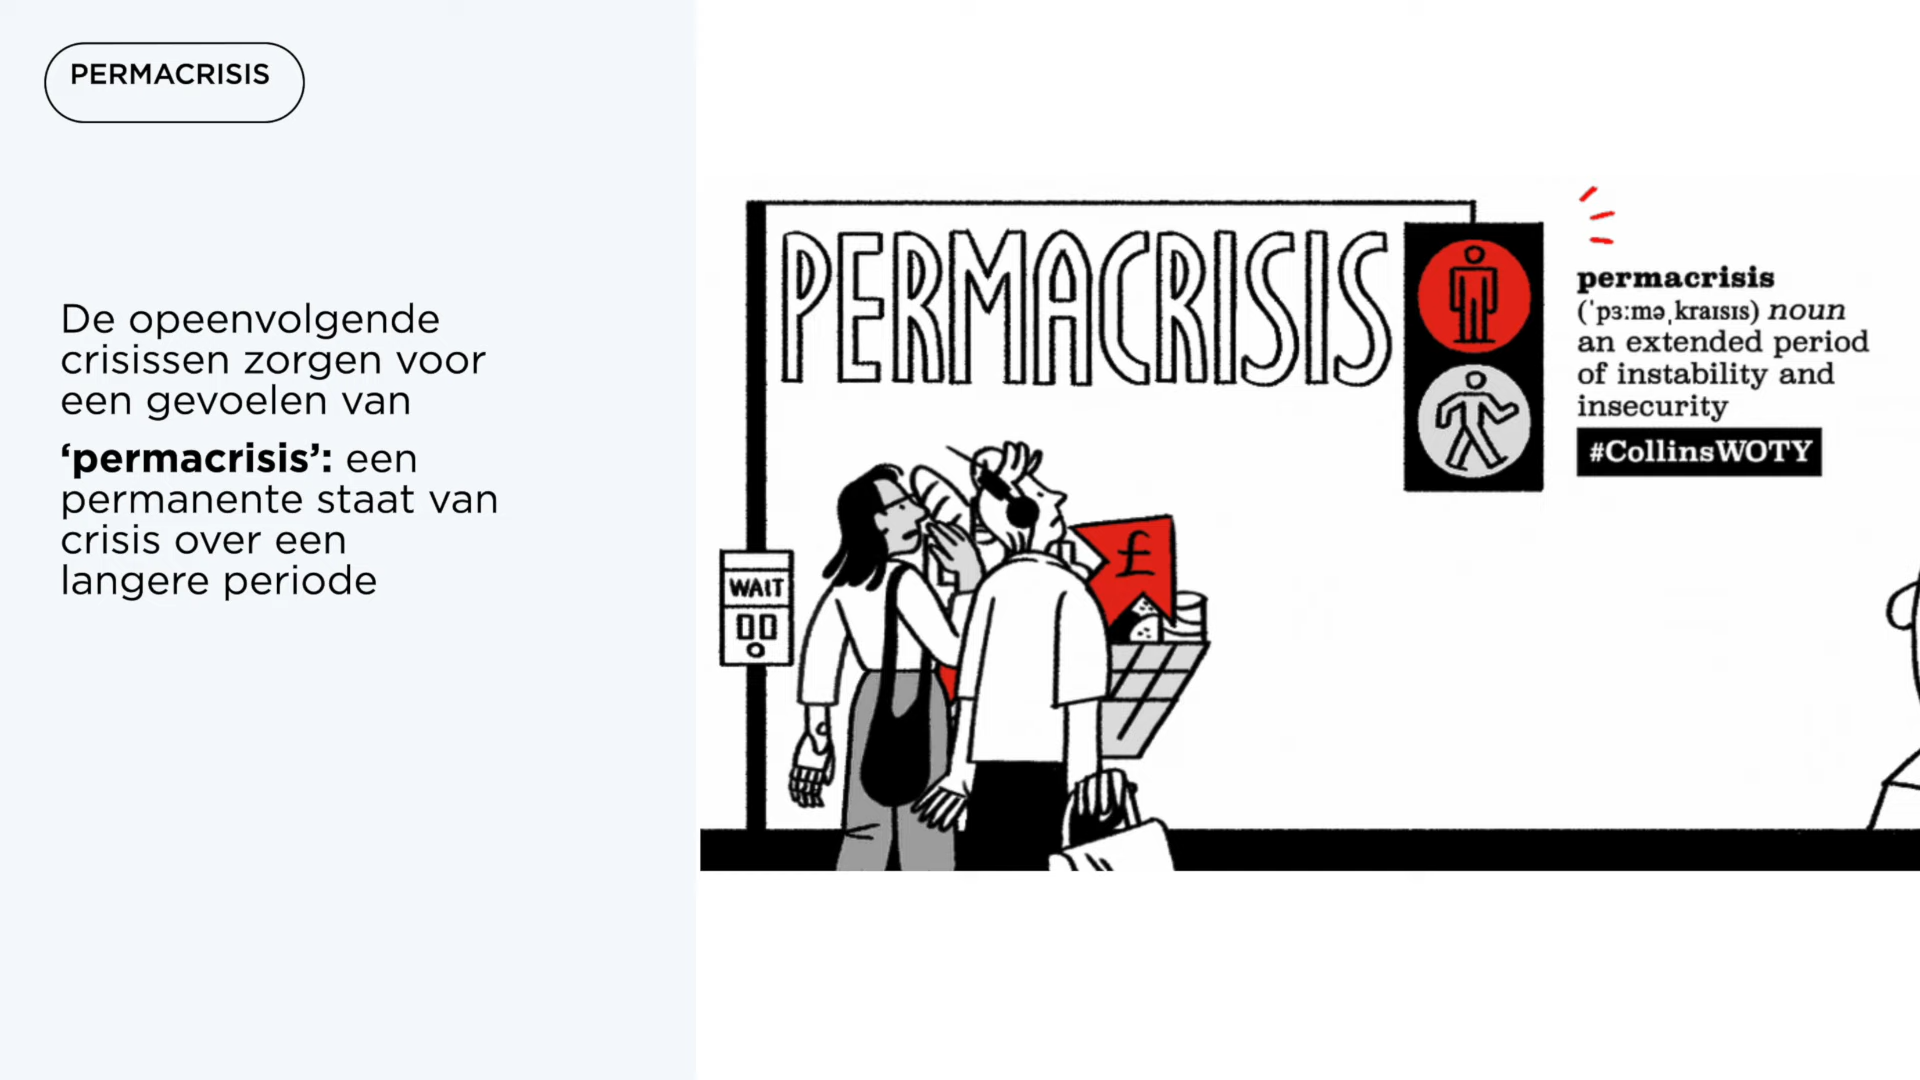 PERMACRISIS
De opeenvolgende
crisissen zorgen voor
een gevoelen van
‘permacrisis’: een
permanente staat van
crisis over een
langere periode
PERMACRISIS
permacrisis
(ˈpɜːməˌkraɪsɪs) noun
an extended period
of instability and
insecurity
#CollinsWOTY
£
WAIT